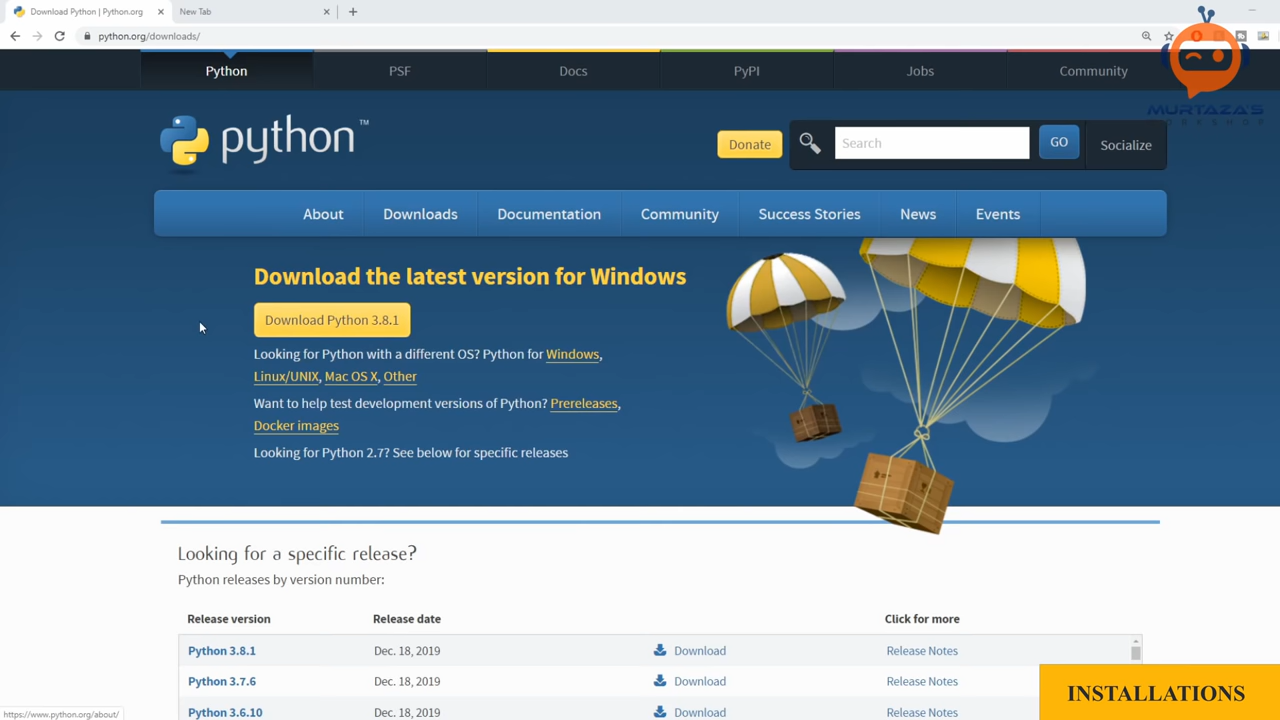 Download Python | Python.org
New Tab
python.org/downloads/
Python
PSF
Docs
PyPI
Jobs
Community
MURTAZA'S
WORKSHOP
python™
Donate
Search
GO
Socialize
About
Downloads
Documentation
Community
Success Stories
News
Events
Download the latest version for Windows
Download Python 3.8.1
Looking for Python with a different OS? Python for Windows,
Linux/UNIX, Mac OS X, Other
Want to help test development versions of Python? Prereleases,
Docker images
Looking for Python 2.7? See below for specific releases
Looking for a specific release?
Python releases by version number:
Release version Release date Click for more
Python 3.8.1 Dec. 18, 2019 Download Release Notes
Python 3.7.6 Dec. 18, 2019 Download Release Notes
Python 3.6.10 Dec. 18, 2019 Download Release Notes
INSTALLATIONS
https://www.python.org/about/